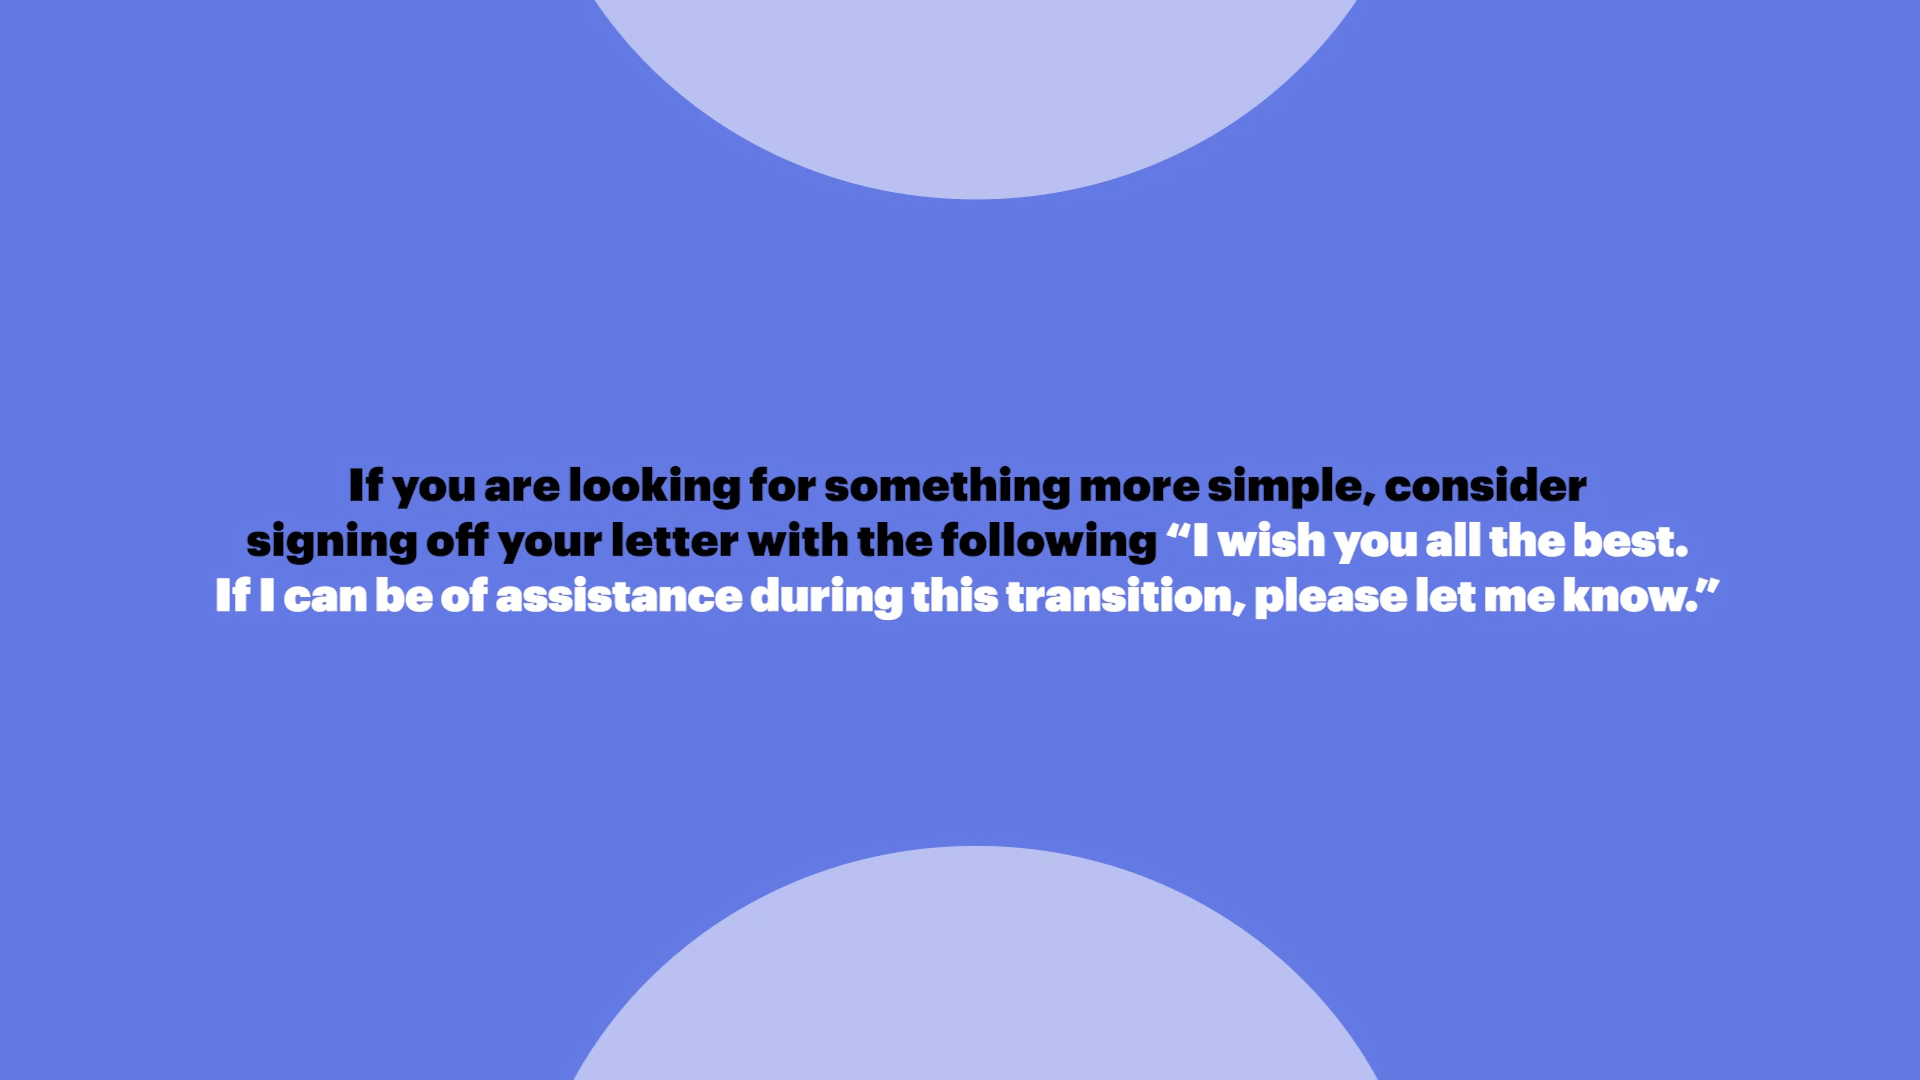 If you are looking for something more simple, consider
signing off your letter with the following “I wish you all the best.
If I can be of assistance during this transition, please let me know.”